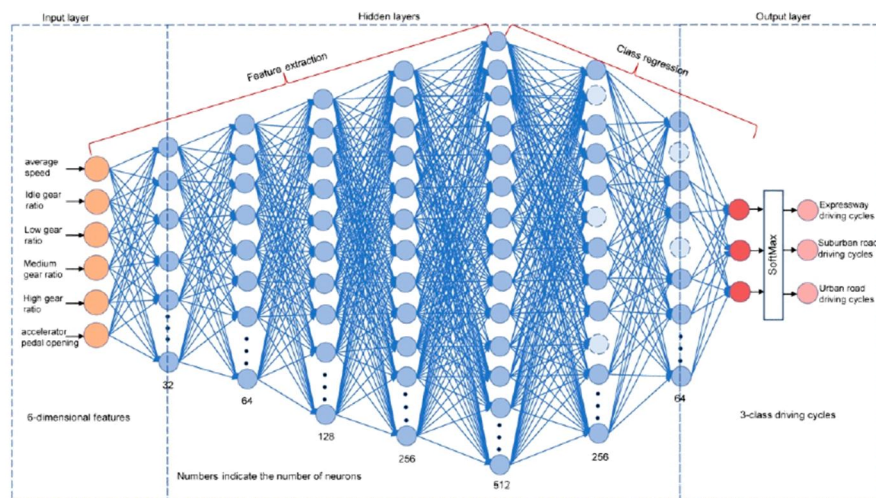 Input layer
Hidden layers
Output layer
Feature extraction
Class regression
average
speed
Idle gear
ratio
Low gear
ratio
Medium
gear ratio
High gear
ratio
accelerator
pedal opening
SoftMax
Expressway
driving cycles
Suburban road
driving cycles
Urban road
driving cycles
32
64
128
256
512
256
64
6-dimensional features
3-class driving cycles
Numbers indicate the number of neurons